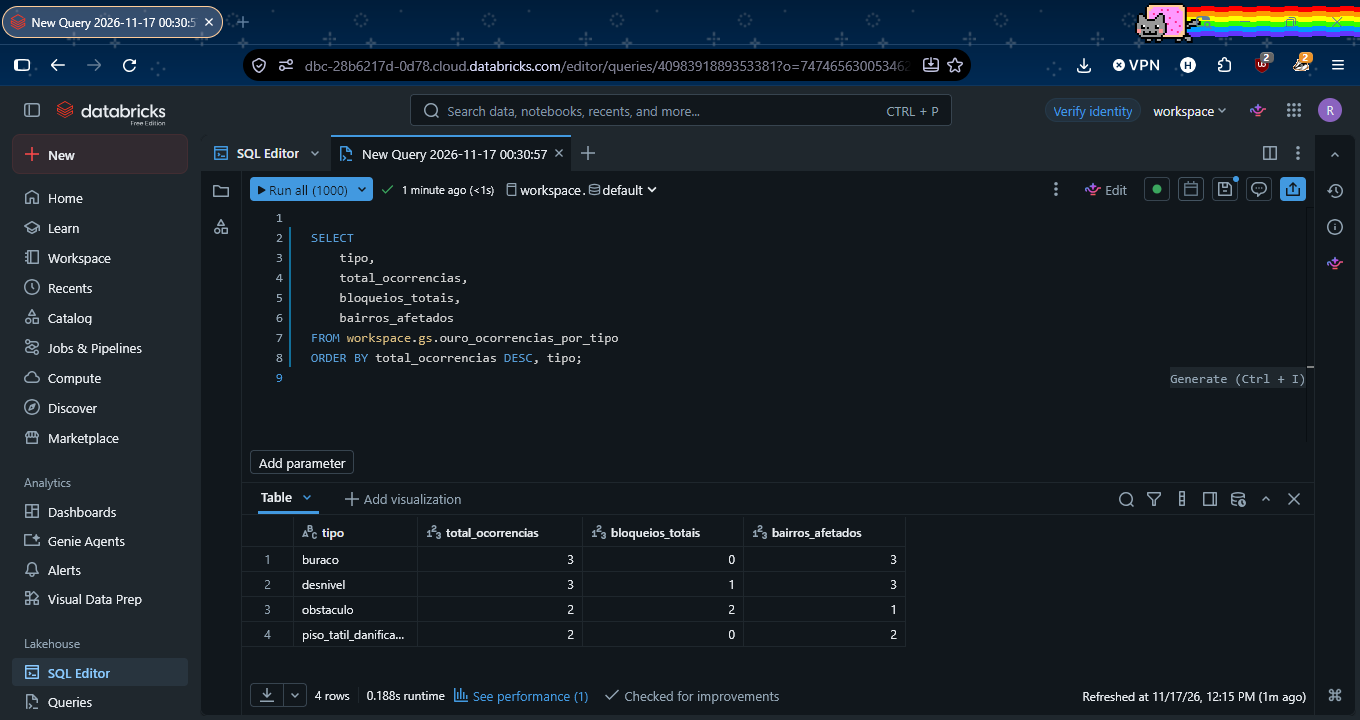 New Query 2026-11-17 00:30:5
dbc-28b6217d-0d78.cloud.databricks.com/editor/queries/4098391889353381?o=74746563005346
VPN
H
2
2
databricks
Free Edition
Search data, notebooks, recents, and more...
CTRL + P
Verify identity
workspace
R
New
Home
Learn
Workspace
Recents
Catalog
Jobs & Pipelines
Compute
Discover
Marketplace
Analytics
Dashboards
Genie Agents
Alerts
Visual Data Prep
Lakehouse
SQL Editor
Queries
SQL Editor
New Query 2026-11-17 00:30:57
Run all (1000)
1 minute ago (<1s)
workspace.
default
Edit
1
2 SELECT
3 tipo,
4 total_ocorrencias,
5 bloqueios_totais,
6 bairros_afetados
7 FROM workspace.gs.ouro_ocorrencias_por_tipo
8 ORDER BY total_ocorrencias DESC, tipo;
9
Generate (Ctrl + I)
Add parameter
Table
Add visualization
tipo total_ocorrencias bloqueios_totais bairros_afetados
1 buraco 3 0 3
2 desnivel 3 1 3
3 obstaculo 2 2 1
4 piso_tatil_danifica... 2 0 2
4 rows
0.188s runtime
See performance (1)
Checked for improvements
Refreshed at 11/17/26, 12:15 PM (1m ago)